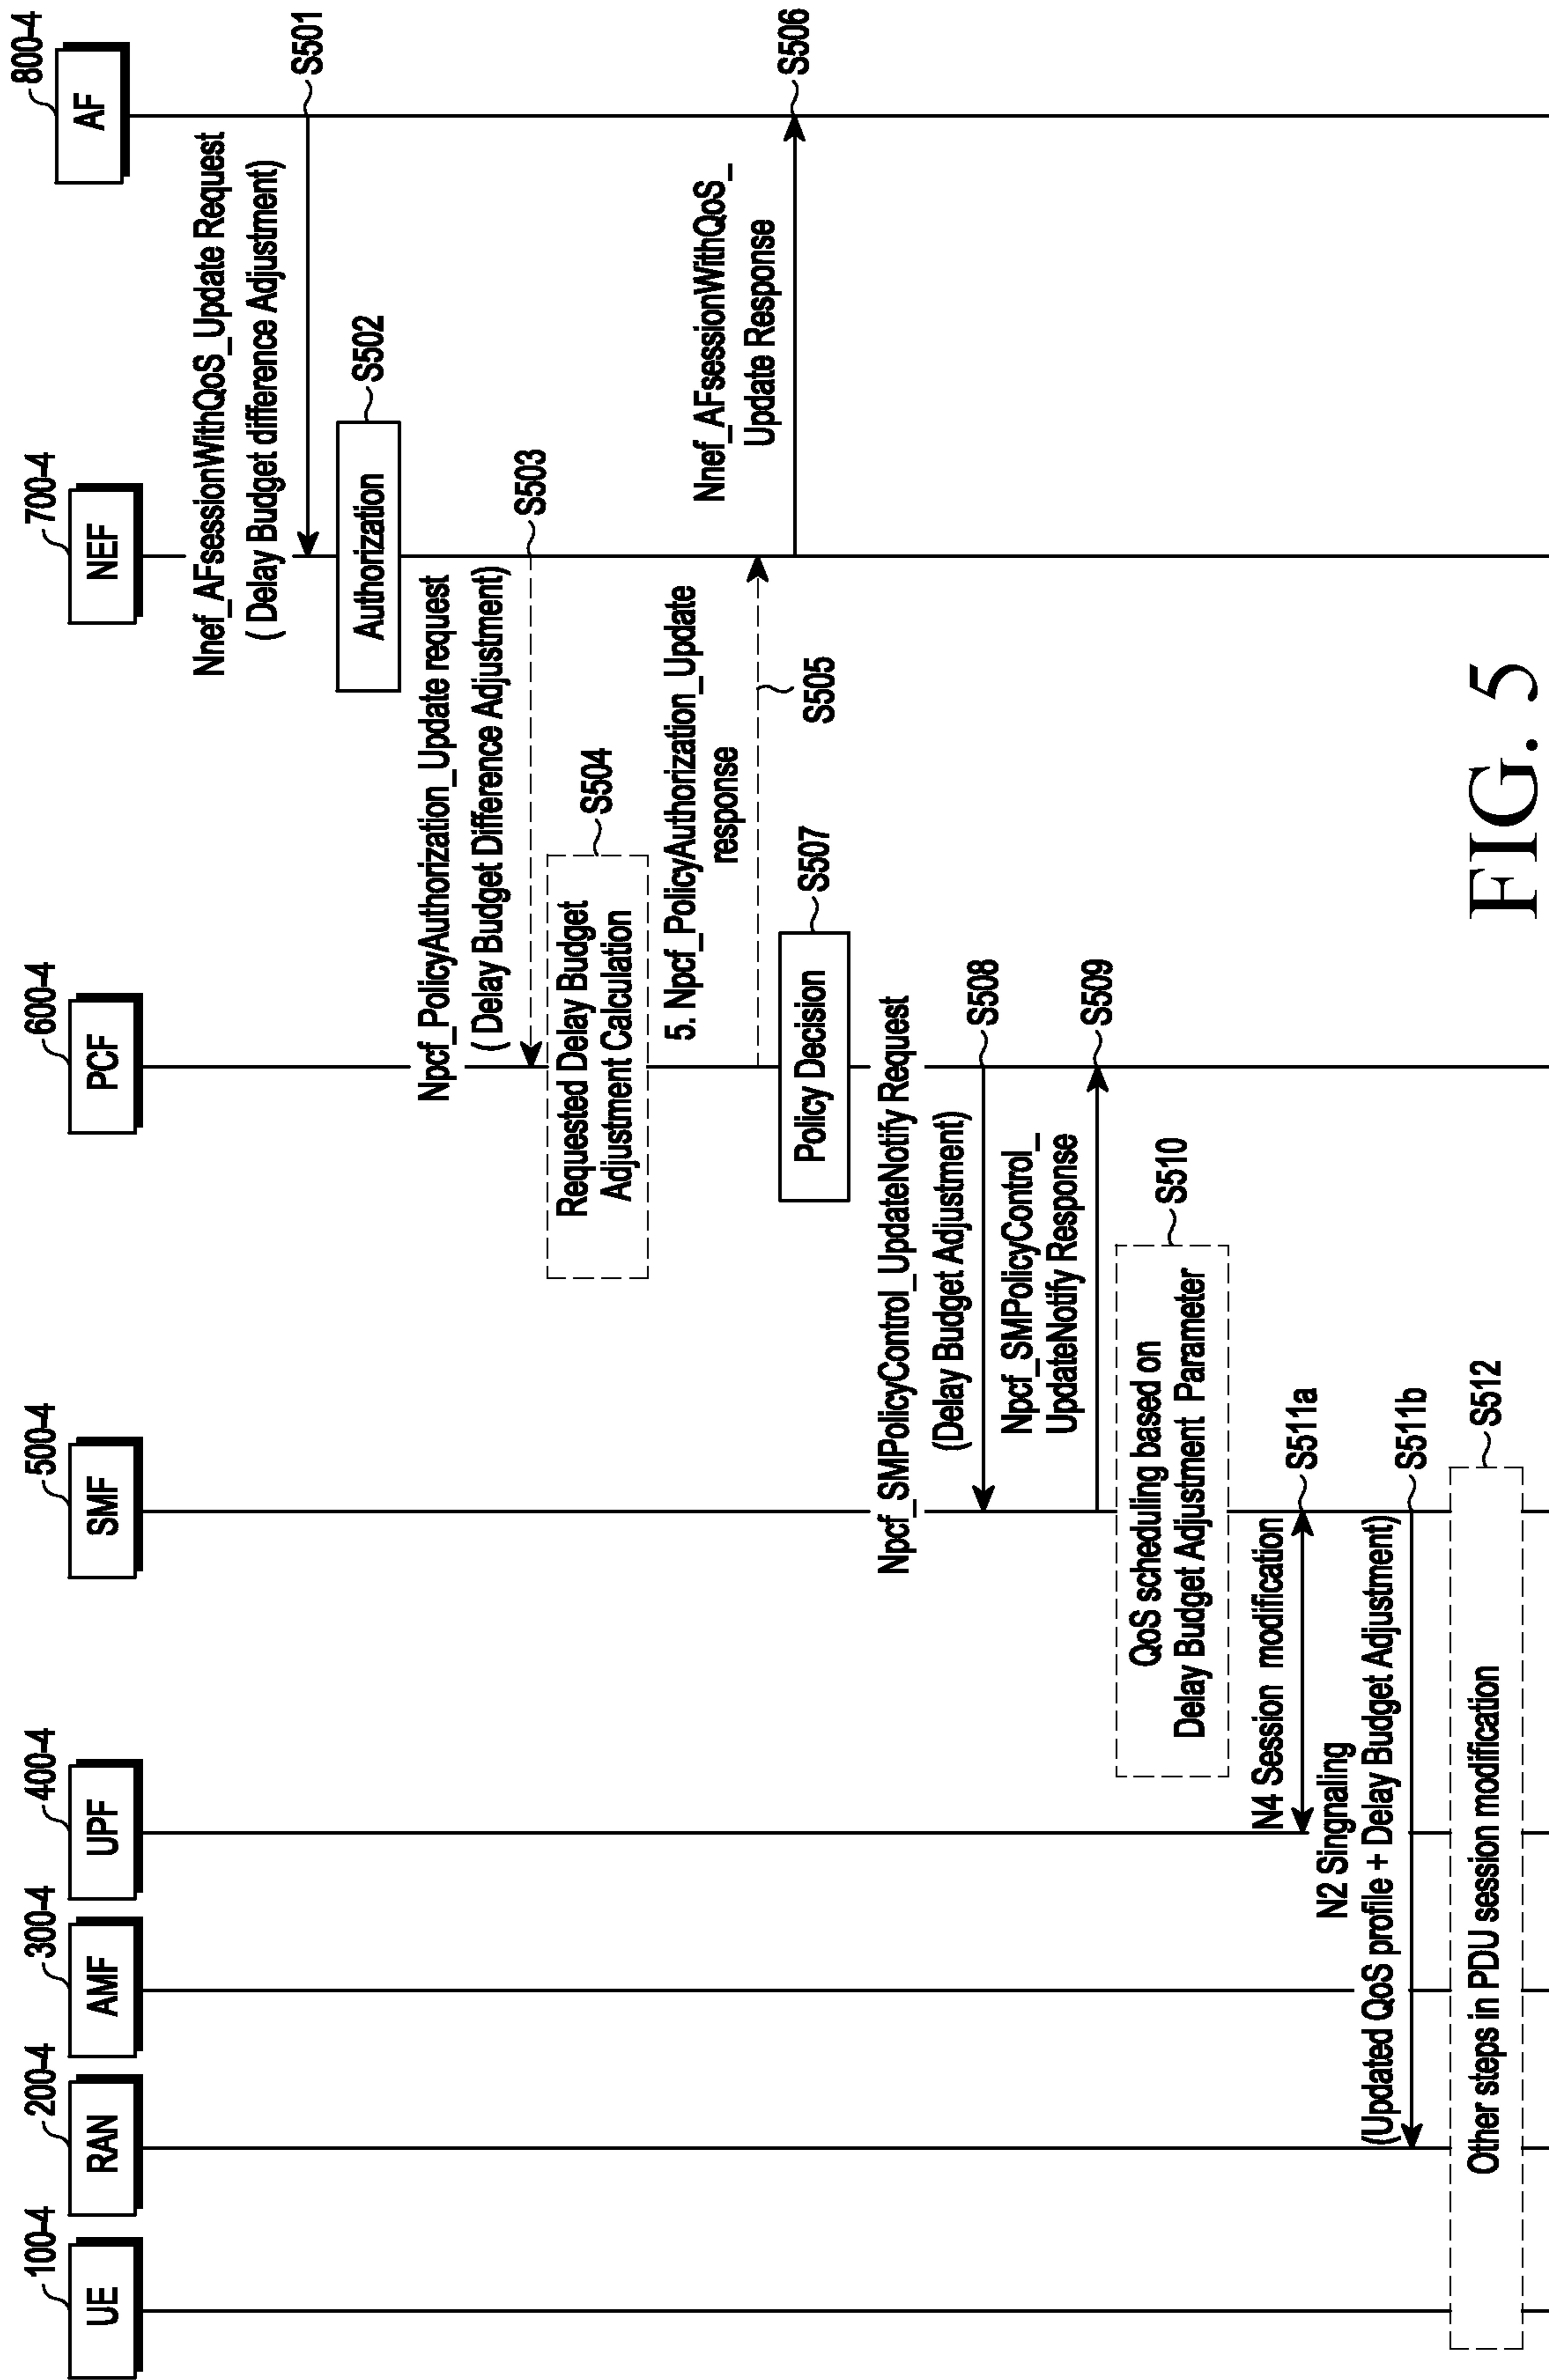 100-4
UE
200-4
RAN
300-4
AMF
400-4
UPF
500-4
SMF
600-4
PCF
700-4
NEF
800-4
AF
Nnef_AFsessionWithQoS_Update Request
( Delay Budget difference Adjustment)
S501
Authorization
S502
Npcf_PolicyAuthorization_Update request
( Delay Budget Difference Adjustment)
S503
Requested Delay Budget
Adjustment Calculation
S504
5. Npcf_PolicyAuthorization_Update
response
S505
Nnef_AFsessionWithQoS_
Update Response
S506
Policy Decision
S507
Npcf_SMPolicyControl_UpdateNotify Request
(Delay Budget Adjustment)
S508
Npcf_SMPolicyControl_
UpdateNotify Response
S509
QoS scheduling based on
Delay Budget Adjustment Parameter
S510
N4 Session modification
S511a
N2 Singnaling
(Updated QoS profile + Delay Budget Adjustment)
S511b
Other steps in PDU session modification
S512
FIG. 5